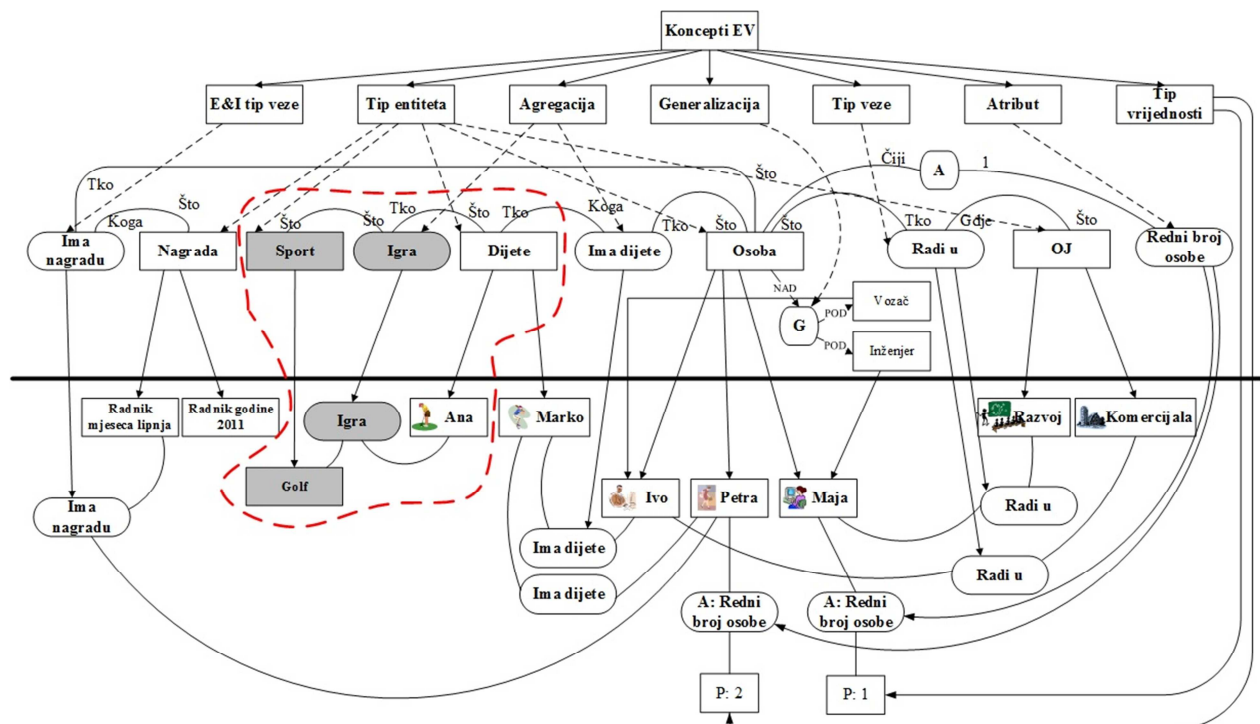 Koncepti EV
E&I tip veze
Tip entiteta
Agregacija
Generalizacija
Tip veze
Atribut
Tip
vrijednosti
Tko
Koga
Što
Što
Što
Tko
Što
Tko
Koga
Tko
Što
Što
Što
Čiji
A
1
Tko
Gdje
Što
Ima
nagradu
Nagrada
Sport
Igra
Dijete
Ima dijete
Osoba
Radi u
OJ
Redni broj
osobe
NAD
G
POD
POD
Vozač
Inženjer
Radnik
mjeseca lipnja
Radnik godine
2011
Igra
Ana
Marko
Razvoj
Komercijala
Golf
Ivo
Petra
Maja
Ima
nagradu
Radi u
Ima dijete
Radi u
Ima dijete
A: Redni
broj osobe
A: Redni
broj osobe
P: 2
P: 1